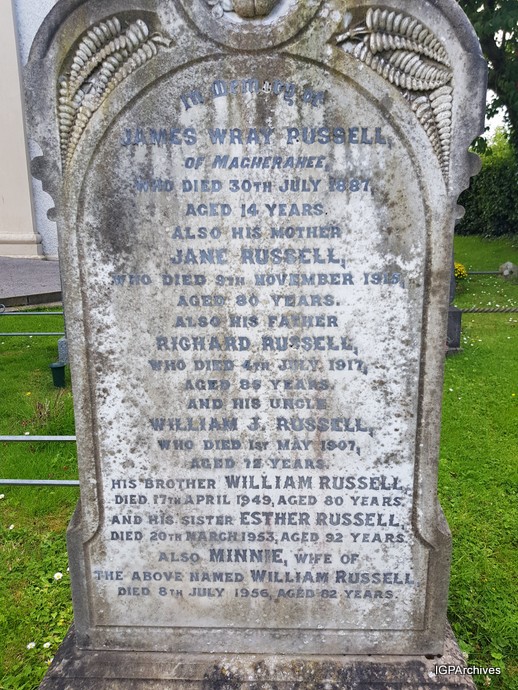 In Memory of
JAMES WRAY RUSSELL,
OF MAGHERAHEE,
WHO DIED 30TH JULY 1887,
AGED 14 YEARS.
ALSO HIS MOTHER
JANE RUSSELL,
WHO DIED 9TH NOVEMBER 1915,
AGED 80 YEARS.
ALSO HIS FATHER
RICHARD RUSSELL,
WHO DIED 4TH JULY, 1917,
AGED 85 YEARS.
AND HIS UNCLE
WILLIAM J. RUSSELL,
WHO DIED 1ST MAY 1907,
AGED 72 YEARS.
HIS BROTHER WILLIAM RUSSELL,
DIED 17TH APRIL 1949, AGED 80 YEARS.
AND HIS SISTER ESTHER RUSSELL,
DIED 20TH MARCH 1953, AGED 92 YEARS.
ALSO MINNIE, WIFE OF
THE ABOVE NAMED WILLIAM RUSSELL
DIED 8TH JULY 1956, AGED 82 YEARS.
IGPArchives